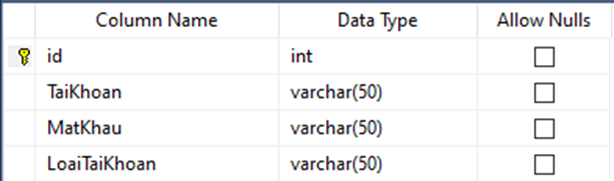 Column Name Data Type Allow Nulls
id int
TaiKhoan varchar(50)
MatKhau varchar(50)
LoaiTaiKhoan varchar(50)